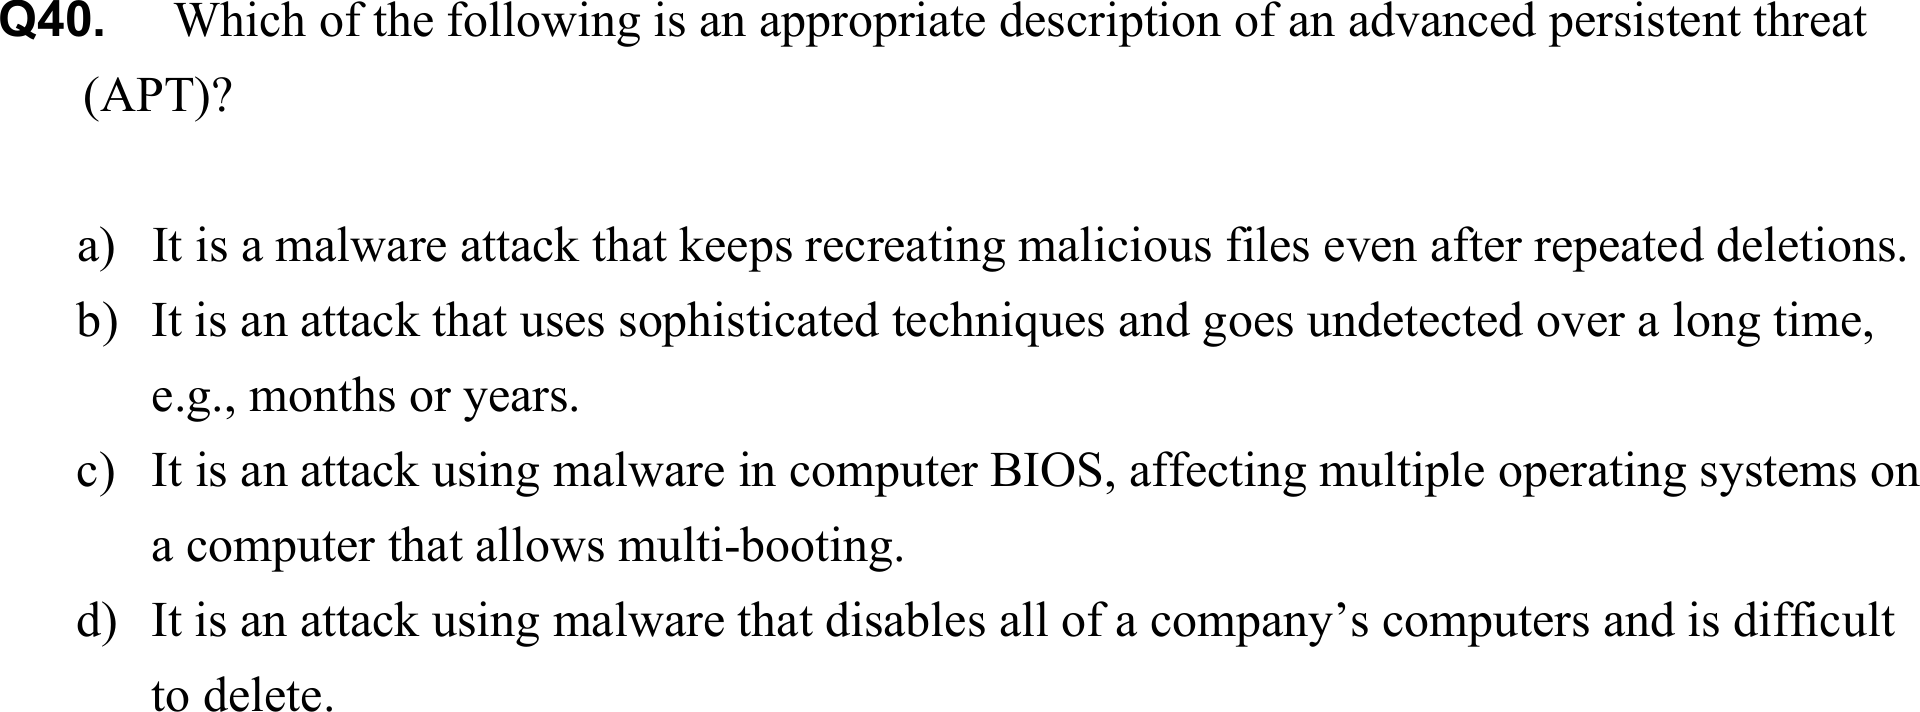 Q40. Which of the following is an appropriate description of an advanced persistent threat
(APT)?
a) It is a malware attack that keeps recreating malicious files even after repeated deletions.
b) It is an attack that uses sophisticated techniques and goes undetected over a long time,
e.g., months or years.
c) It is an attack using malware in computer BIOS, affecting multiple operating systems on
a computer that allows multi-booting.
d) It is an attack using malware that disables all of a company’s computers and is difficult
to delete.